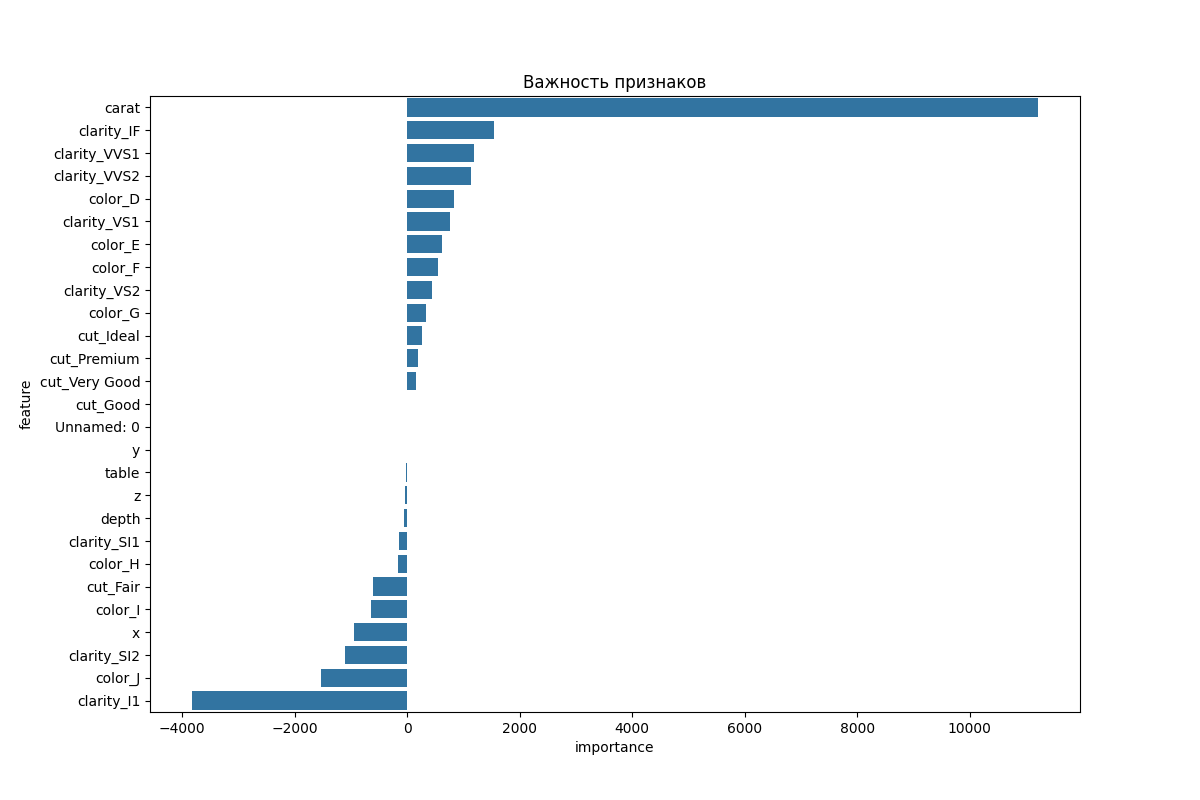 Важность признаков
carat
clarity_IF
clarity_VVS1
clarity_VVS2
color_D
clarity_VS1
color_E
color_F
clarity_VS2
color_G
cut_Ideal
cut_Premium
cut_Very Good
cut_Good
Unnamed: 0
y
table
z
depth
clarity_SI1
color_H
cut_Fair
color_I
x
clarity_SI2
color_J
clarity_I1
feature
−4000 −2000 0 2000 4000 6000 8000 10000
importance